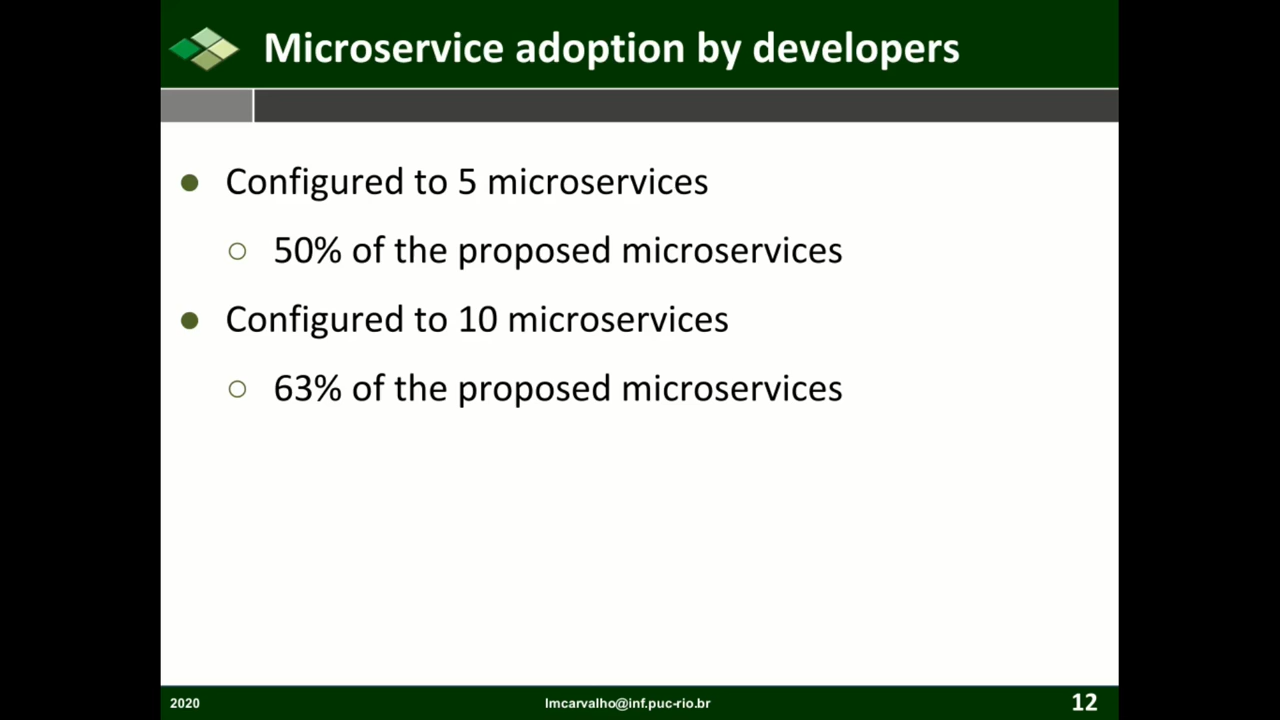 Microservice adoption by developers
● Configured to 5 microservices
○ 50% of the proposed microservices
● Configured to 10 microservices
○ 63% of the proposed microservices
2020 lmcarvalho@inf.puc-rio.br 12